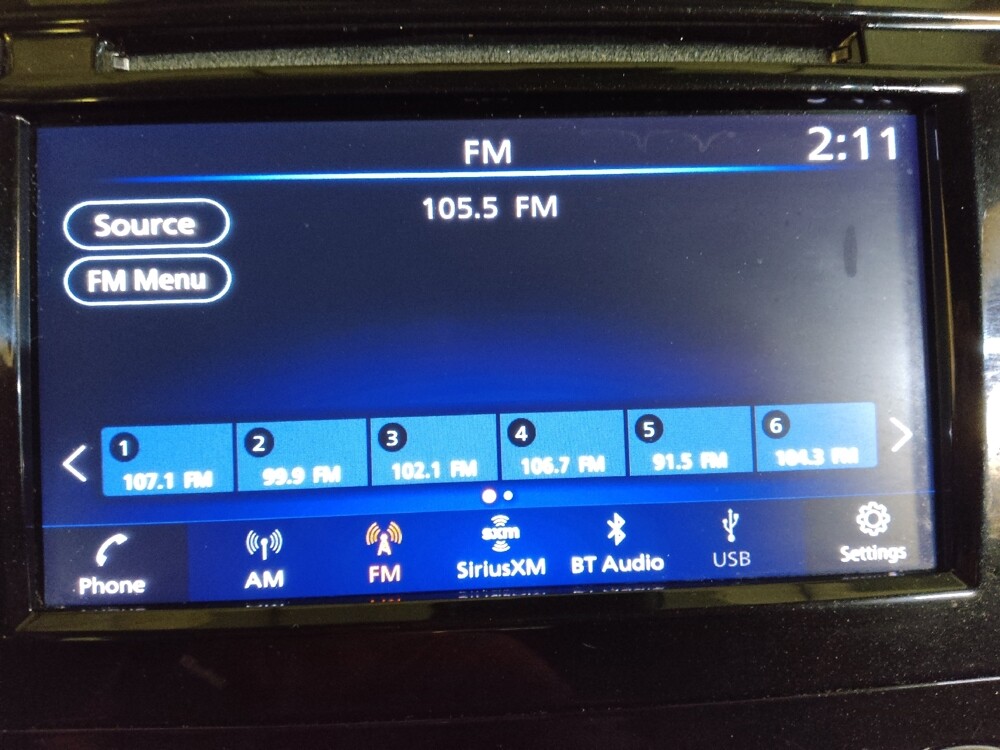 FM
2:11
105.5 FM
Source
FM Menu
1
2
3
4
5
6
107.1 FM
99.9 FM
102.1 FM
106.7 FM
91.5 FM
104.3 FM
sxm
Phone
AM
FM
SiriusXM
BT Audio
USB
Settings